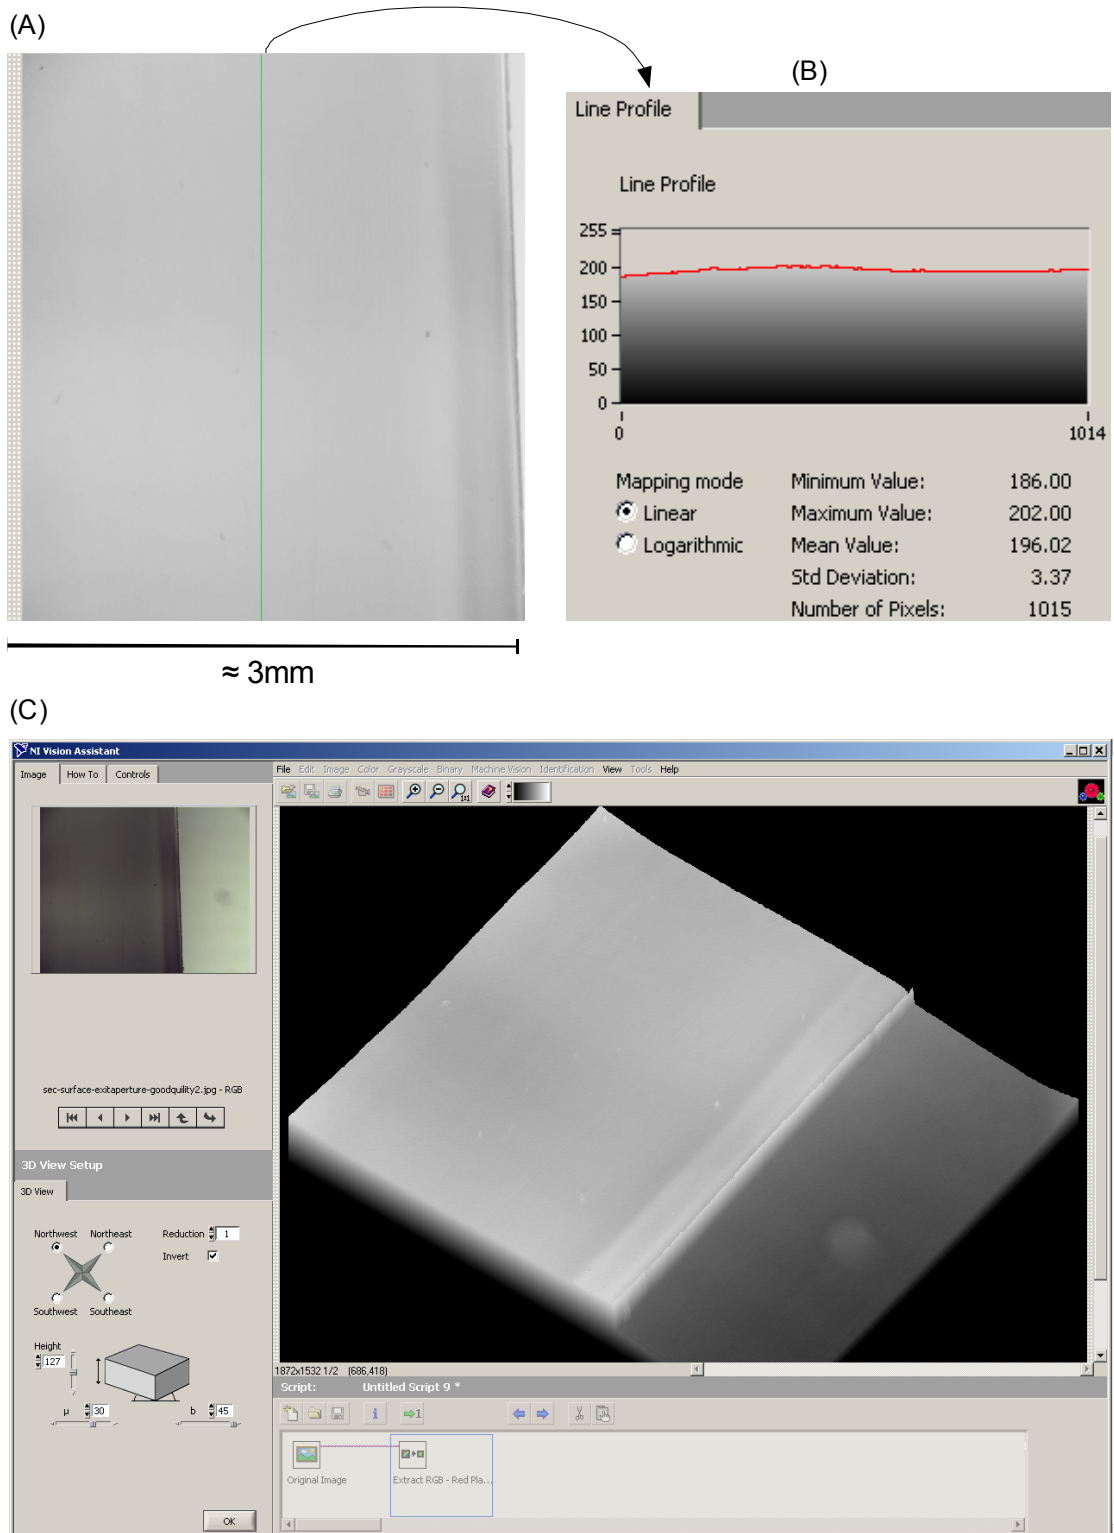 (A)
(B)
Line Profile
Line Profile
255
200
150
100
50
0
0
1014
Mapping mode
Linear
Logarithmic
Minimum Value: 186.00
Maximum Value: 202.00
Mean Value: 196.02
Std Deviation: 3.37
Number of Pixels: 1015
≈ 3mm
(C)
NI Vision Assistant
Image How To Controls
File Edit Image Color Grayscale Binary Machine Vision Identification View Tools Help
1:1
sec-surface-exitaperture-goodquility2.jpg - RGB
3D View Setup
3D View
Northwest Northeast
Reduction 1
Invert
Southwest Southeast
Height
127
µ 30 b 45
OK
1872x1532 1/2 (686,418)
Script: Untitled Script 9 *
1
Original Image
Extract RGB - Red Pla...